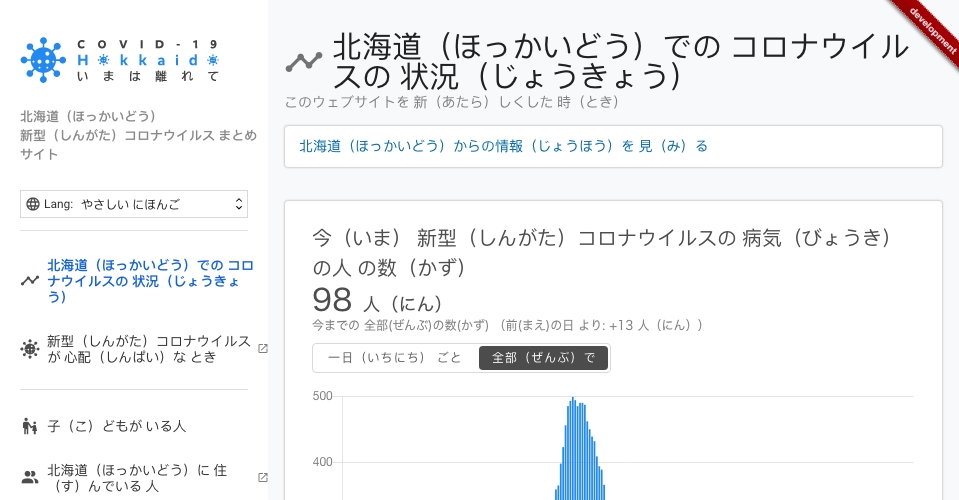 COVID-19
Hokkaido
いまは離れて
北海道（ほっかいどう）
新型（しんがた）コロナウイルス まとめ
サイト
Lang: やさしい にほんご
北海道（ほっかいどう）での コロ
ナウイルスの 状況（じょうきょ
う）
新型（しんがた）コロナウイルス
が 心配（しんぱい）な とき
子（こ）どもが いる人
北海道（ほっかいどう）に 住
（す）んでいる 人
development
北海道（ほっかいどう）での コロナウイル
スの 状況（じょうきょう）
このウェブサイトを 新（あたら）しくした 時（とき）
北海道（ほっかいどう）からの情報（じょうほう）を 見（み）る
今（いま） 新型（しんがた）コロナウイルスの 病気（びょうき）
の人 の数（かず）
98 人（にん）
今までの 全部(ぜんぶ)の数(かず) （前(まえ)の日 より: +13 人（にん））
一日（いちにち） ごと
全部（ぜんぶ）で
500
400